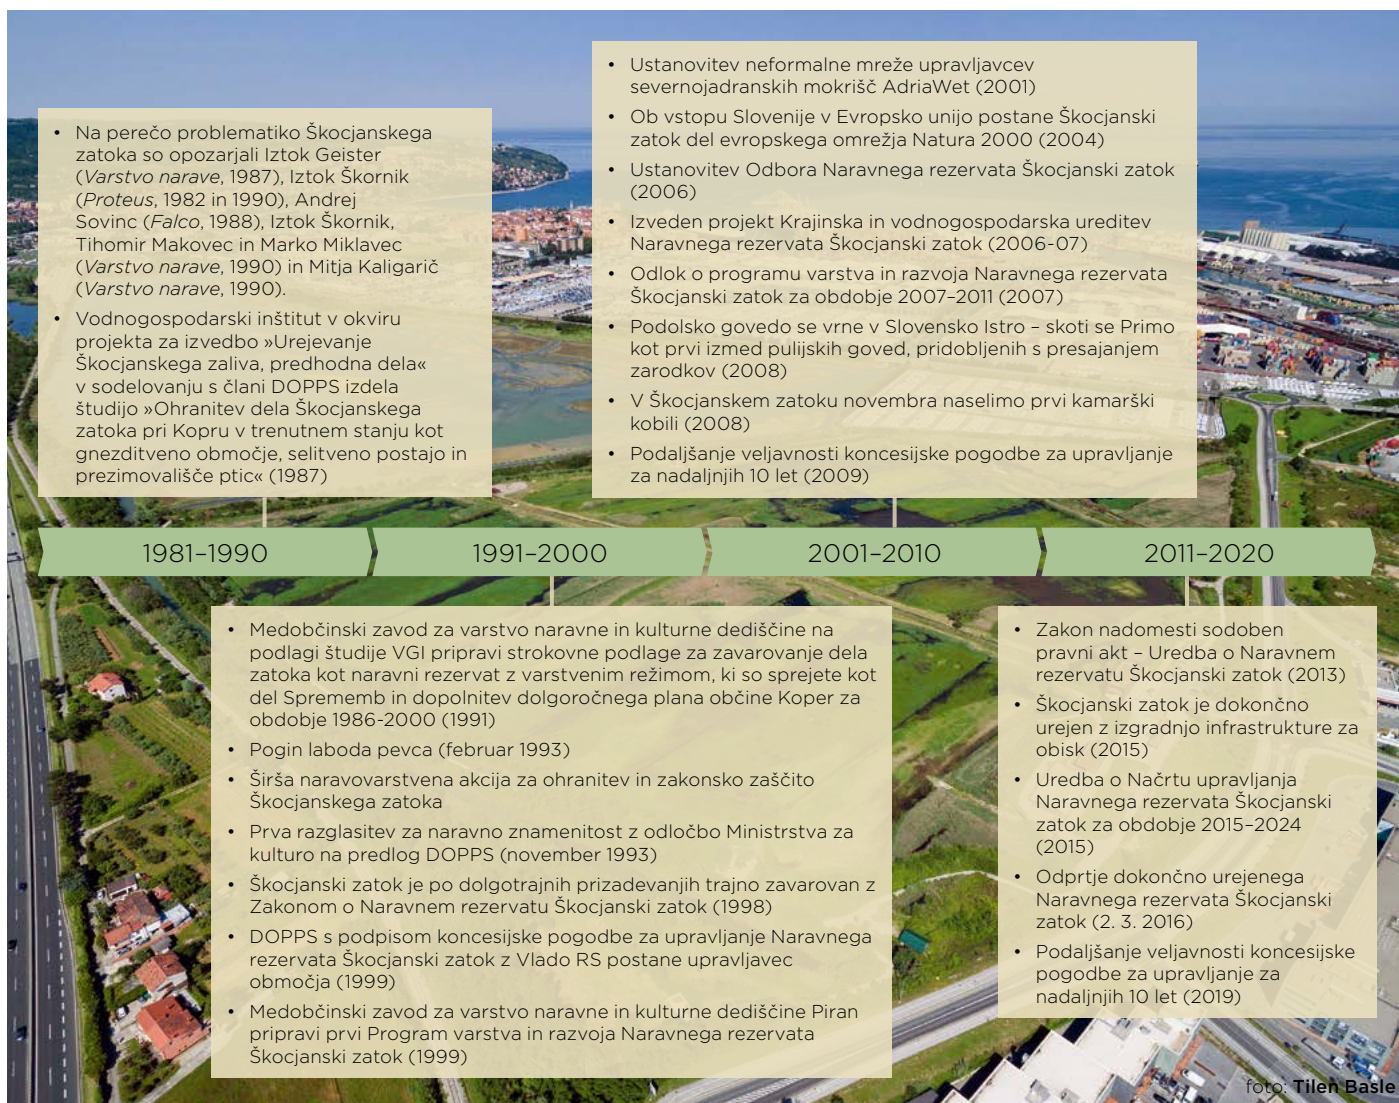 • Na perečo problematiko Škocjanskega
zatoka so opozarjali Iztok Geister
(Varstvo narave, 1987), Iztok Škornik
(Proteus, 1982 in 1990), Andrej
Sovinc (Falco, 1988), Iztok Škornik,
Tihomir Makovec in Marko Miklavec
(Varstvo narave, 1990) in Mitja Kaligarič
(Varstvo narave, 1990).
• Vodnogospodarski inštitut v okviru
projekta za izvedbo »Urejevanje
Škocjanskega zaliva, predhodna dela«
v sodelovanju s člani DOPPS izdela
študijo »Ohranitev dela Škocjanskega
zatoka pri Kopru v trenutnem stanju kot
gnezditveno območje, selitveno postajo in
prezimovališče ptic« (1987)
• Ustanovitev neformalne mreže upravljavcev
severnojadranskih mokrišč AdriaWet (2001)
• Ob vstopu Slovenije v Evropsko unijo postane Škocjanski
zatok del evropskega omrežja Natura 2000 (2004)
• Ustanovitev Odbora Naravnega rezervata Škocjanski zatok
(2006)
• Izveden projekt Krajinska in vodnogospodarska ureditev
Naravnega rezervata Škocjanski zatok (2006-07)
• Odlok o programu varstva in razvoja Naravnega rezervata
Škocjanski zatok za obdobje 2007–2011 (2007)
• Podolsko govedo se vrne v Slovensko Istro – skoti se Primo
kot prvi izmed pulijskih goved, pridobljenih s presajanjem
zarodkov (2008)
• V Škocjanskem zatoku novembra naselimo prvi kamarški
kobili (2008)
• Podaljšanje veljavnosti koncesijske pogodbe za upravljanje
za nadaljnjih 10 let (2009)
1981–1990
1991–2000
2001–2010
2011–2020
• Medobčinski zavod za varstvo naravne in kulturne dediščine na
podlagi študije VGI pripravi strokovne podlage za zavarovanje dela
zatoka kot naravni rezervat z varstvenim režimom, ki so sprejete kot
del Sprememb in dopolnitev dolgoročnega plana občine Koper za
obdobje 1986-2000 (1991)
• Pogin laboda pevca (februar 1993)
• Širša naravovarstvena akcija za ohranitev in zakonsko zaščito
Škocjanskega zatoka
• Prva razglasitev za naravno znamenitost z odločbo Ministrstva za
kulturo na predlog DOPPS (november 1993)
• Škocjanski zatok je po dolgotrajnih prizadevanjih trajno zavarovan z
Zakonom o Naravnem rezervatu Škocjanski zatok (1998)
• DOPPS s podpisom koncesijske pogodbe za upravljanje Naravnega
rezervata Škocjanski zatok z Vlado RS postane upravljavec
območja (1999)
• Medobčinski zavod za varstvo naravne in kulturne dediščine Piran
pripravi prvi Program varstva in razvoja Naravnega rezervata
Škocjanski zatok (1999)
• Zakon nadomesti sodoben
pravni akt – Uredba o Naravnem
rezervatu Škocjanski zatok (2013)
• Škocjanski zatok je dokončno
urejen z izgradnjo infrastrukture za
obisk (2015)
• Uredba o Načrtu upravljanja
Naravnega rezervata Škocjanski
zatok za obdobje 2015–2024
(2015)
• Odprtje dokončno urejenega
Naravnega rezervata Škocjanski
zatok (2. 3. 2016)
• Podaljšanje veljavnosti koncesijske
pogodbe za upravljanje za
nadaljnjih 10 let (2019)
foto: Tilen Basle